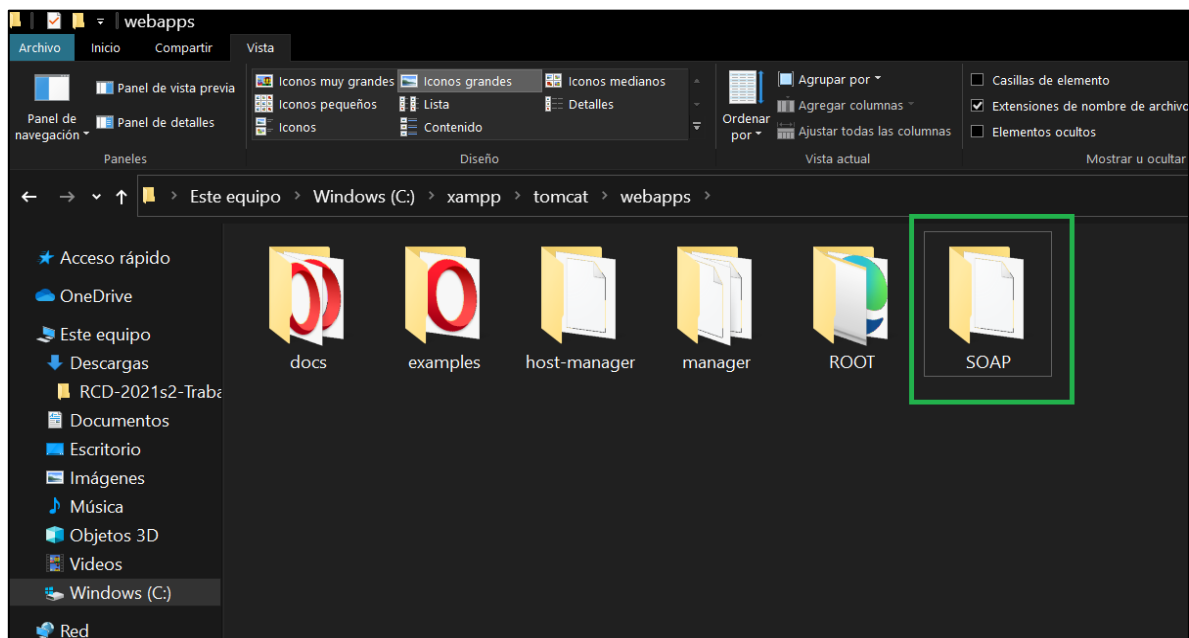 webapps
Archivo Inicio Compartir Vista
Panel de navegación
Panel de vista previa
Panel de detalles
Paneles
Iconos muy grandes Iconos grandes Iconos medianos
Iconos pequeños Lista Detalles
Iconos Contenido
Diseño
Ordenar por
Agrupar por
Agregar columnas
Ajustar todas las columnas
Vista actual
Casillas de elemento
Extensiones de nombre de archivo
Elementos ocultos
Mostrar u ocultar
Este equipo > Windows (C:) > xampp > tomcat > webapps >
Acceso rápido
OneDrive
Este equipo
Descargas
RCD-2021s2-Traba
Documentos
Escritorio
Imágenes
Música
Objetos 3D
Videos
Windows (C:)
Red
docs examples host-manager manager ROOT SOAP